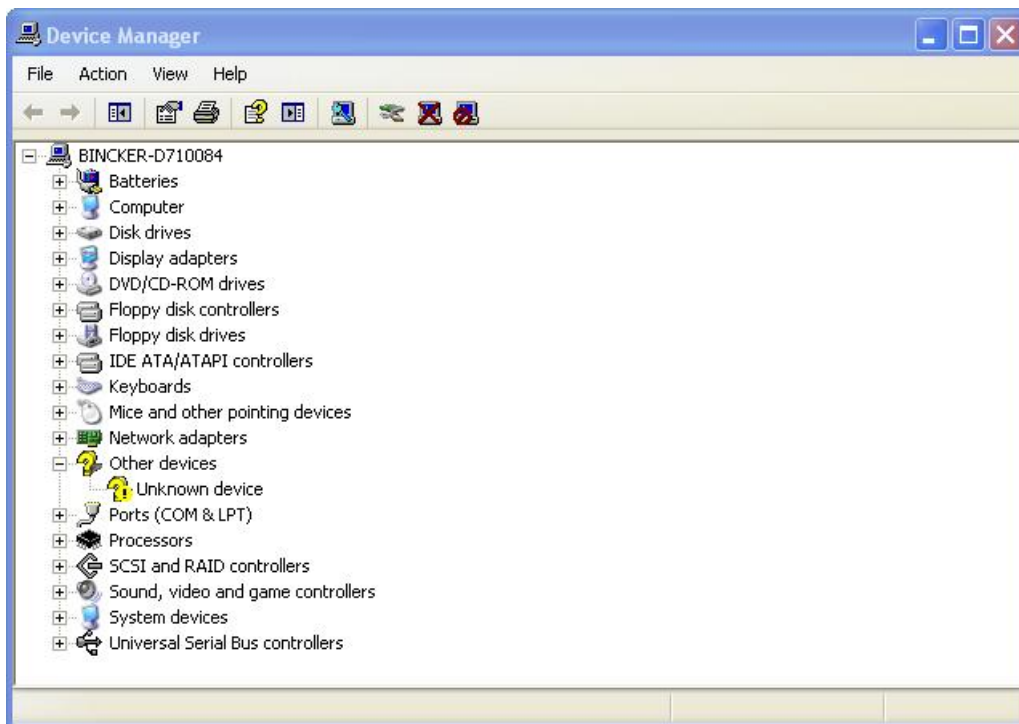 Device Manager
File Action View Help
BINCKER-D710084
Batteries
Computer
Disk drives
Display adapters
DVD/CD-ROM drives
Floppy disk controllers
Floppy disk drives
IDE ATA/ATAPI controllers
Keyboards
Mice and other pointing devices
Network adapters
Other devices
Unknown device
Ports (COM & LPT)
Processors
SCSI and RAID controllers
Sound, video and game controllers
System devices
Universal Serial Bus controllers